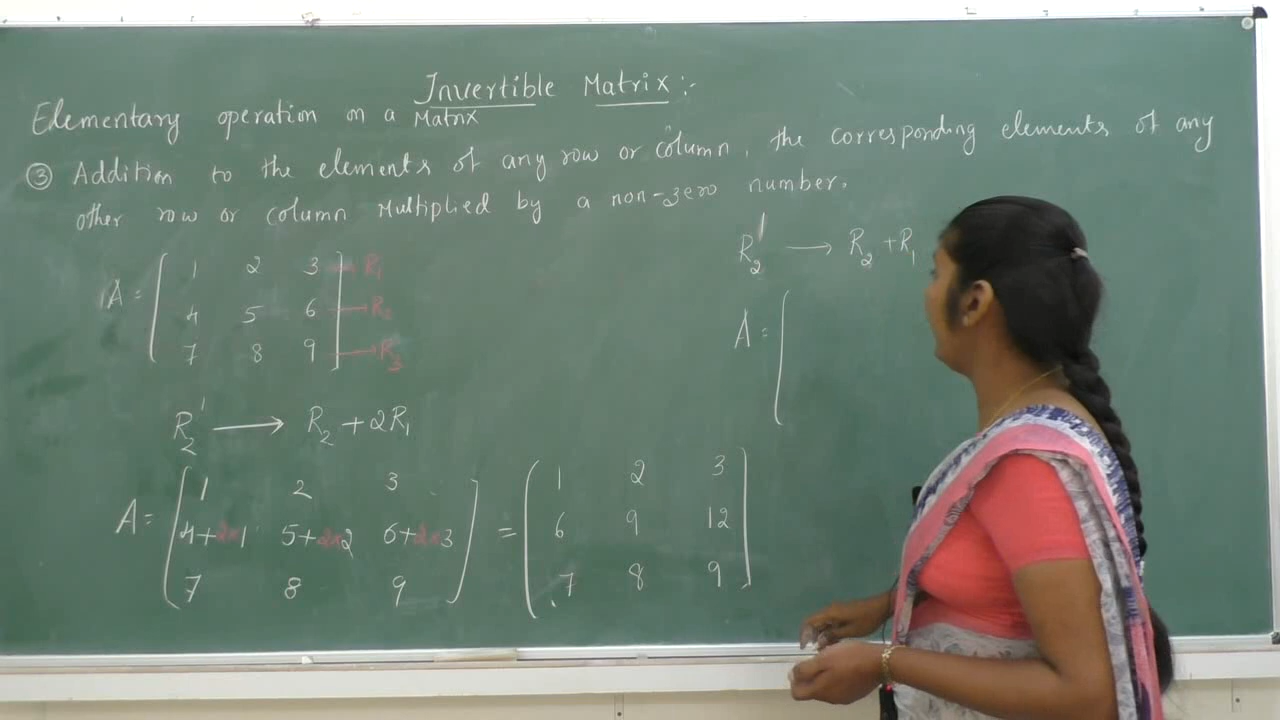 Invertible Matrix :-
Elementary operation on a Matrix
③ Addition to the elements of any row or column, the corresponding elements of any
other row or column Multiplied by a non-zero number.
A = [ 1 2 3 → R₁
4 5 6 → R₂
7 8 9 ] → R₃
R₂' → R₂ + 2R₁
A = [ 1 2 3
4+2×1 5+2×2 6+2×3
7 8 9 ] = [ 1 2 3
6 9 12
7 8 9 ]
R₂' → R₂ + R₁
A = [